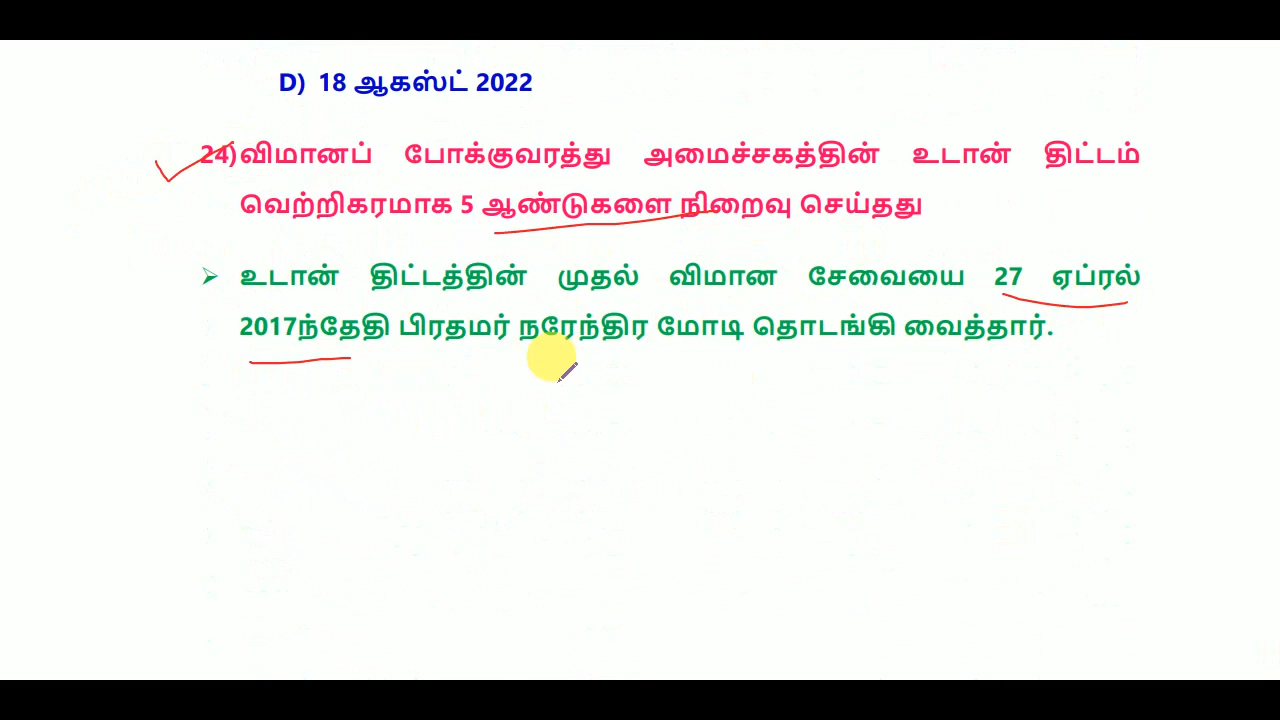 D) 18 ஆகஸ்ட் 2022
24)விமானப் போக்குவரத்து அமைச்சகத்தின் உடான் திட்டம்
வெற்றிகரமாக 5 ஆண்டுகளை நிறைவு செய்தது
➢ உடான் திட்டத்தின் முதல் விமான சேவையை 27 ஏப்ரல்
2017ந்தேதி பிரதமர் நரேந்திர மோடி தொடங்கி வைத்தார்.